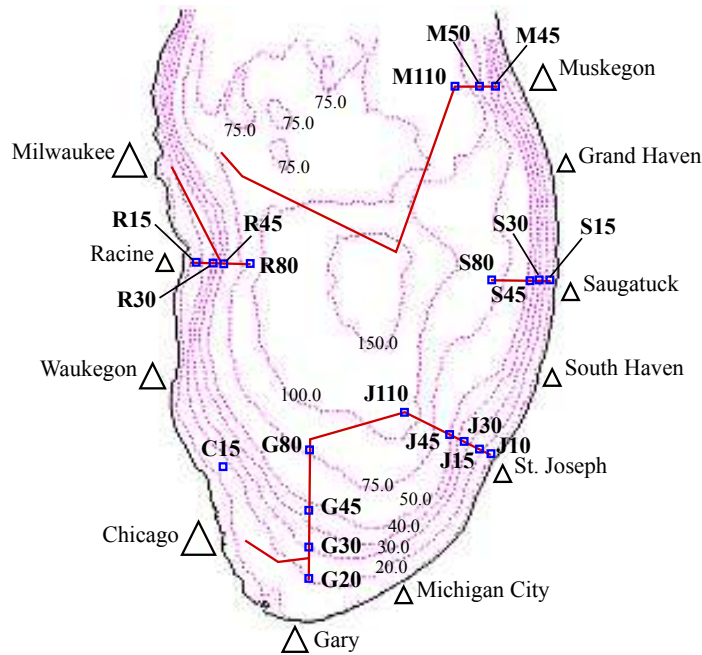 M50
M45
M110
Muskegon
75.0
75.0
75.0
75.0
Milwaukee
Grand Haven
R15
R45
S30
S15
Racine
R80
S80
Saugatuck
S45
R30
150.0
Waukegon
South Haven
100.0
J110
J30
G80
J45
J10
J15
C15
St. Joseph
75.0
50.0
G45
40.0
Chicago
G30
30.0
20.0
G20
Michigan City
Gary